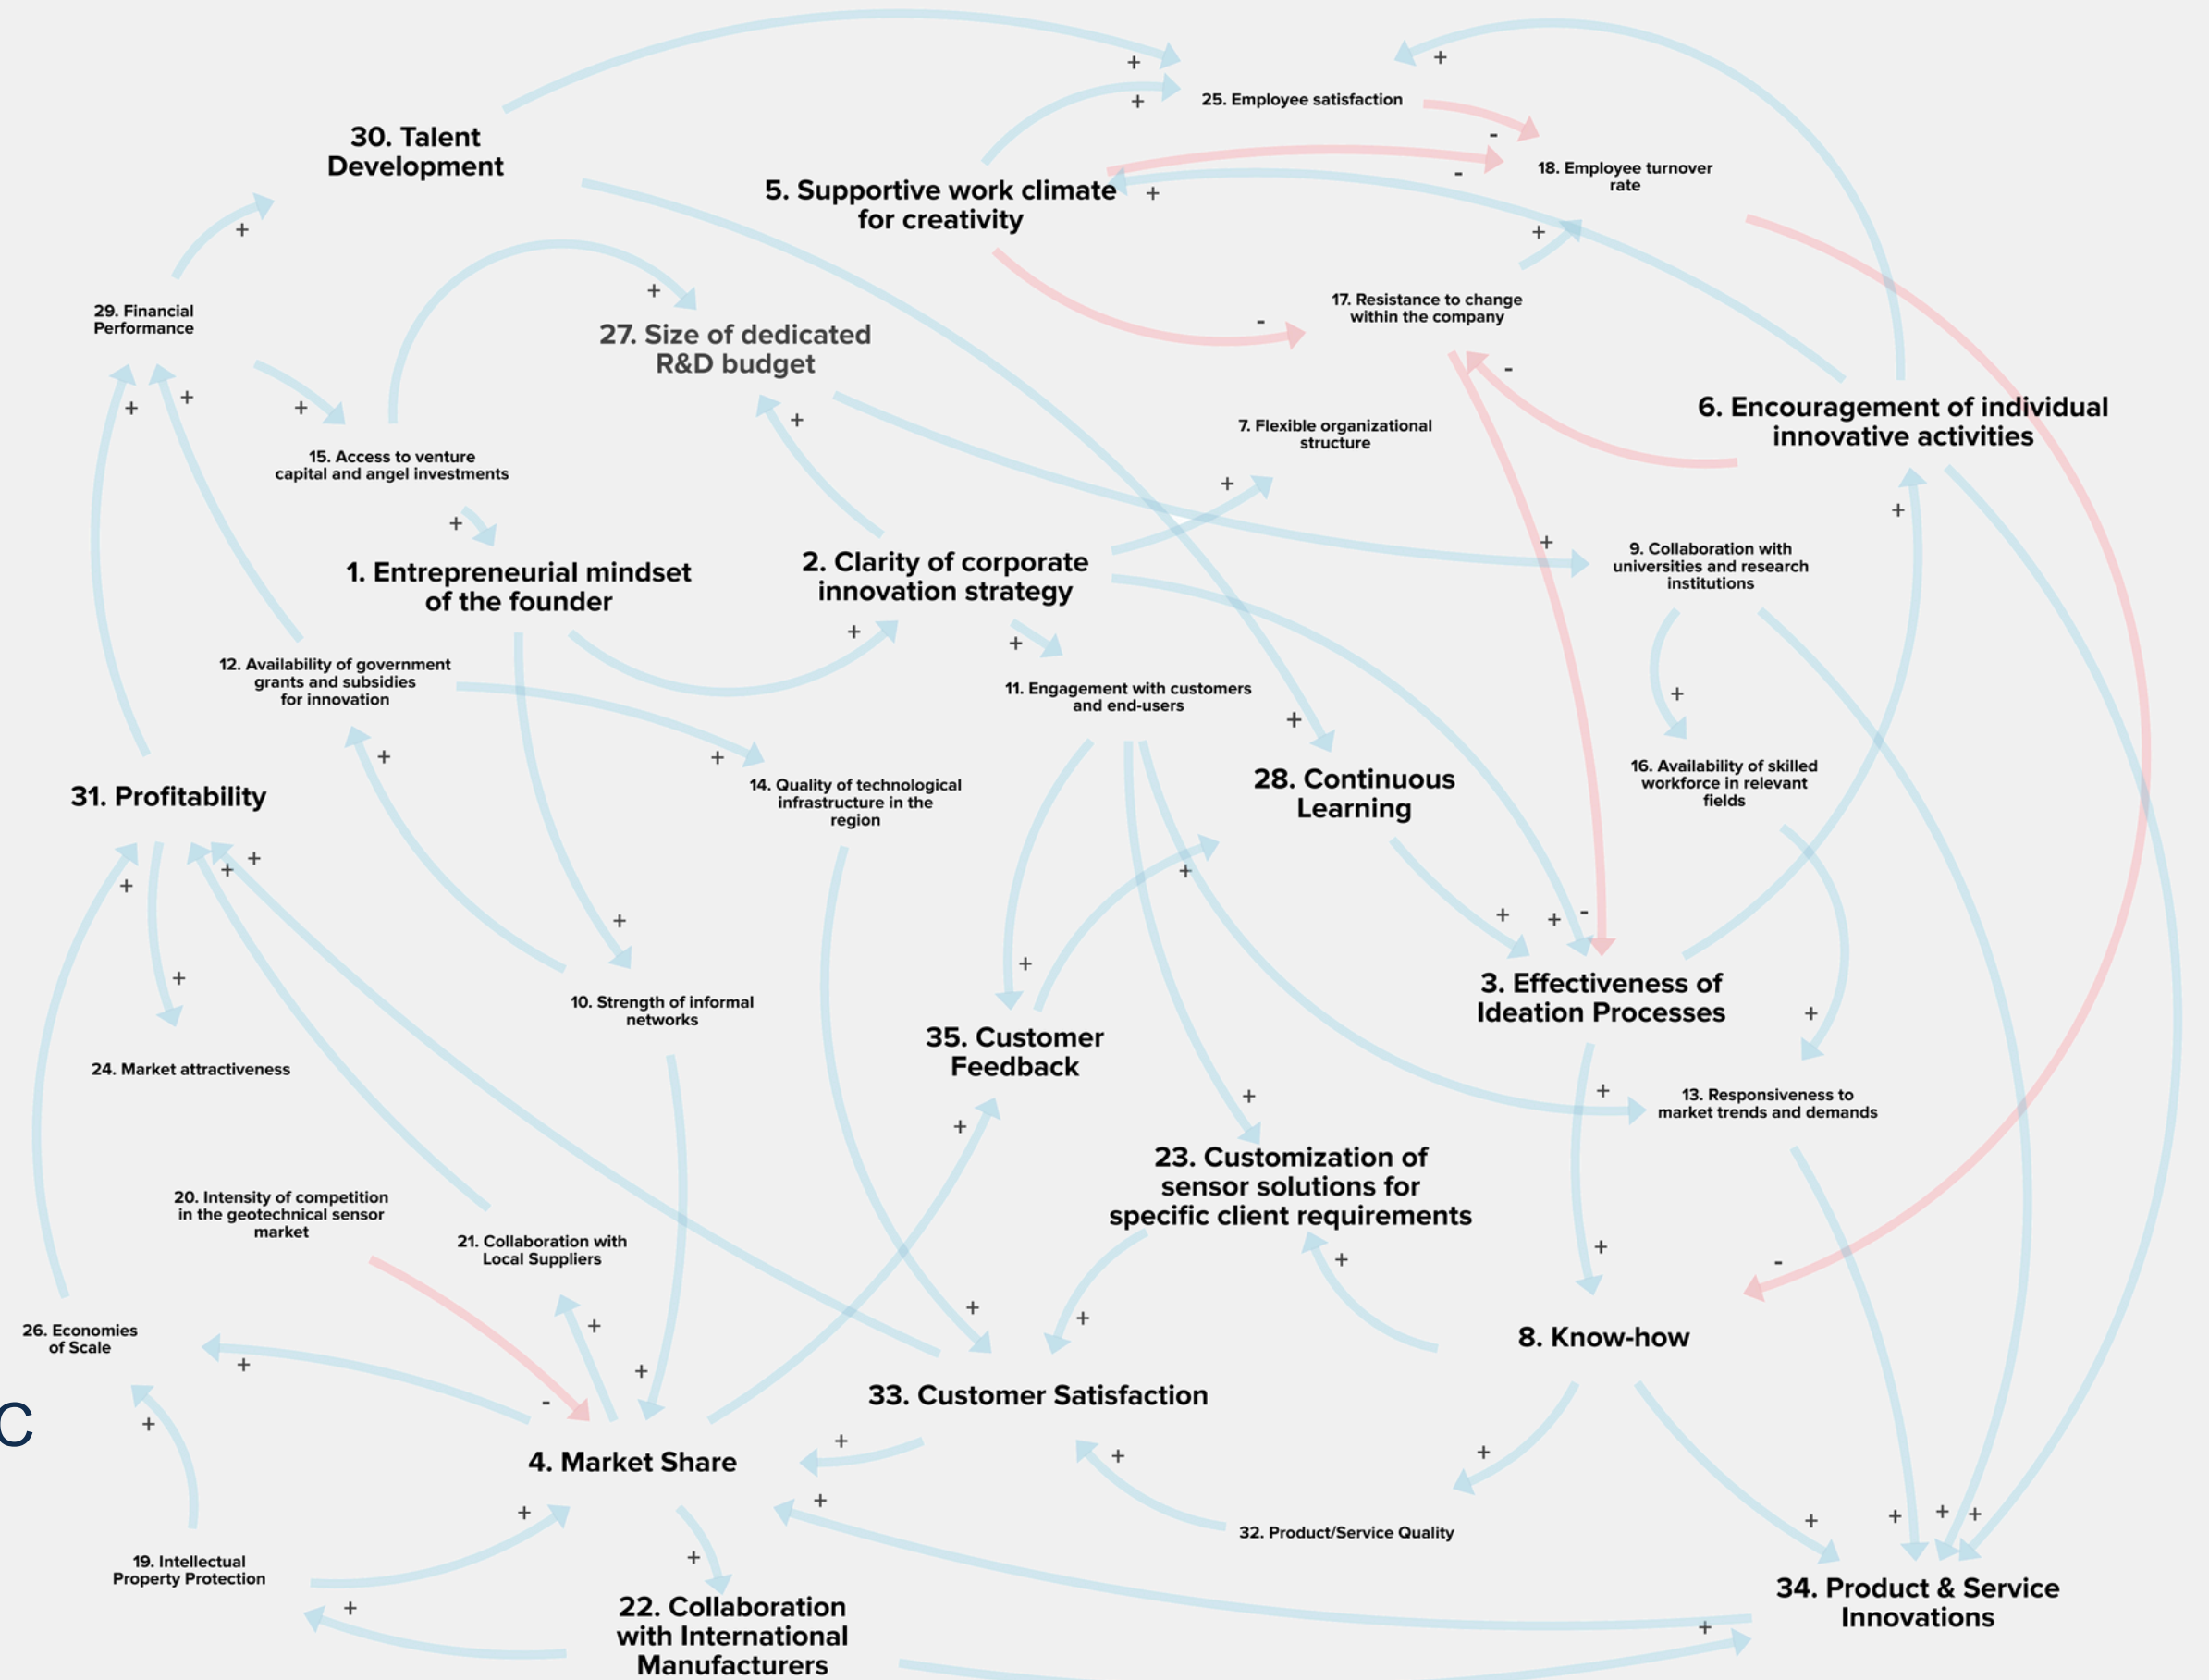 30. Talent
Development
25. Employee satisfaction
18. Employee turnover
rate
5. Supportive work climate
for creativity
29. Financial
Performance
17. Resistance to change
within the company
27. Size of dedicated
R&D budget
6. Encouragement of individual
innovative activities
7. Flexible organizational
structure
15. Access to venture
capital and angel investments
9. Collaboration with
universities and research
institutions
1. Entrepreneurial mindset
of the founder
2. Clarity of corporate
innovation strategy
12. Availability of government
grants and subsidies
for innovation
11. Engagement with customers
and end-users
31. Profitability
14. Quality of technological
infrastructure in the
region
28. Continuous
Learning
16. Availability of skilled
workforce in relevant
fields
10. Strength of informal
networks
3. Effectiveness of
Ideation Processes
35. Customer
Feedback
24. Market attractiveness
13. Responsiveness to
market trends and demands
23. Customization of
sensor solutions for
specific client requirements
20. Intensity of competition
in the geotechnical sensor
market
21. Collaboration with
Local Suppliers
26. Economies
of Scale
8. Know-how
33. Customer Satisfaction
C
4. Market Share
32. Product/Service Quality
19. Intellectual
Property Protection
22. Collaboration
with International
Manufacturers
34. Product & Service
Innovations